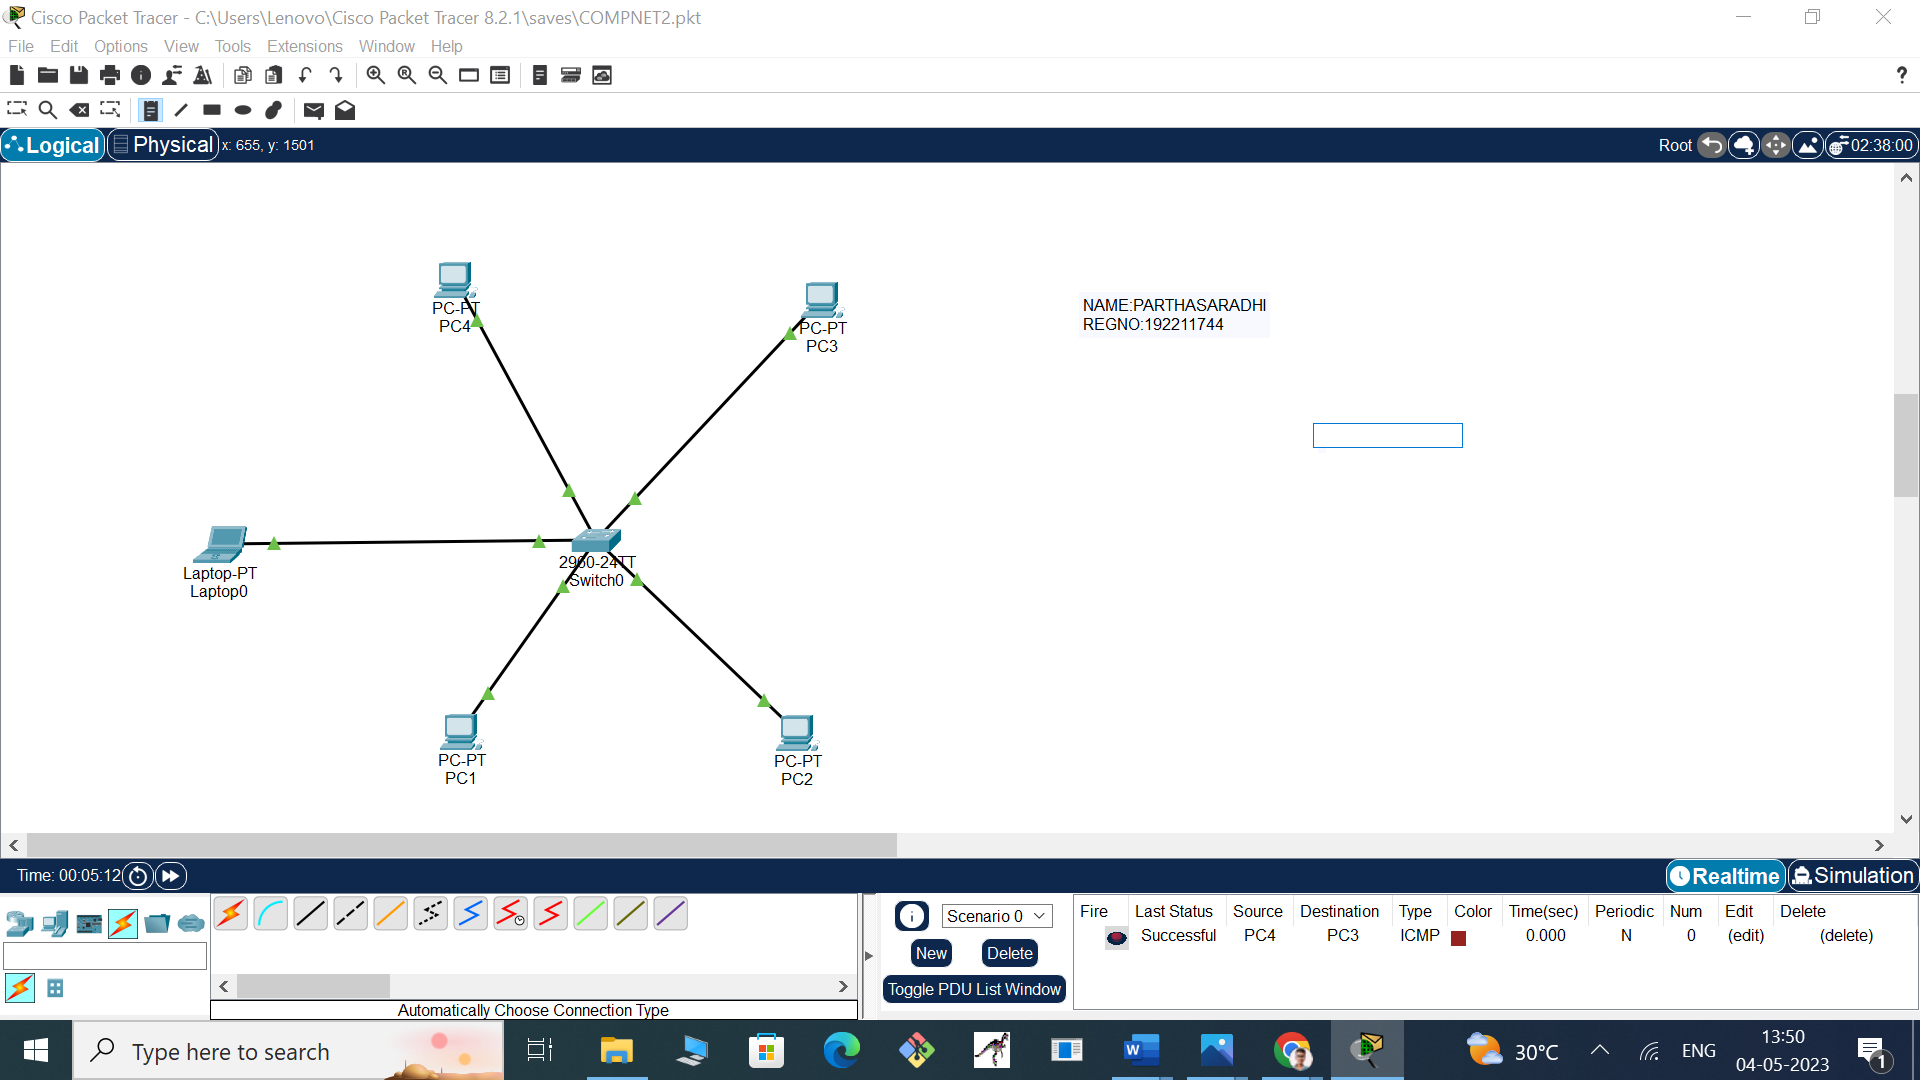 Cisco Packet Tracer - C:\Users\Lenovo\Cisco Packet Tracer 8.2.1\saves\COMPNET2.pkt
File Edit Options View Tools Extensions Window Help
Logical Physical x: 655, y: 1501 Root 02:38:00
PC-PT
PC4
PC-PT
PC3
NAME:PARTHASARADHI
REGNO:192211744
Laptop-PT
Laptop0
2960-24TT
Switch0
PC-PT
PC1
PC-PT
PC2
Time: 00:05:12 Realtime Simulation
Scenario 0
New Delete
Toggle PDU List Window
Fire Last Status Source Destination Type Color Time(sec) Periodic Num Edit Delete
Successful PC4 PC3 ICMP 0.000 N 0 (edit) (delete)
Automatically Choose Connection Type
Type here to search
30°C ENG
13:50
04-05-2023
1